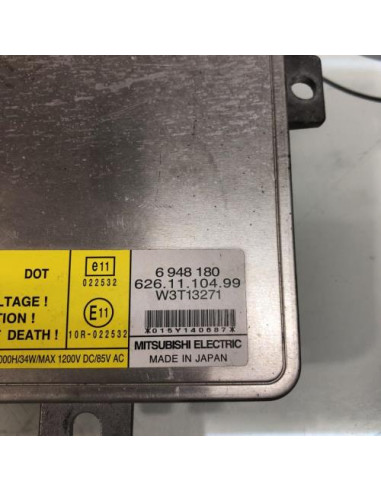 DOT
e11
022532
LTAGE !
TION !
T DEATH !
E11
10R-022532
000H/34W/MAX 1200V DC/85V AC
6 948 180
626.11.104.99
W3T13271
*015Y140687*
MITSUBISHI ELECTRIC
MADE IN JAPAN